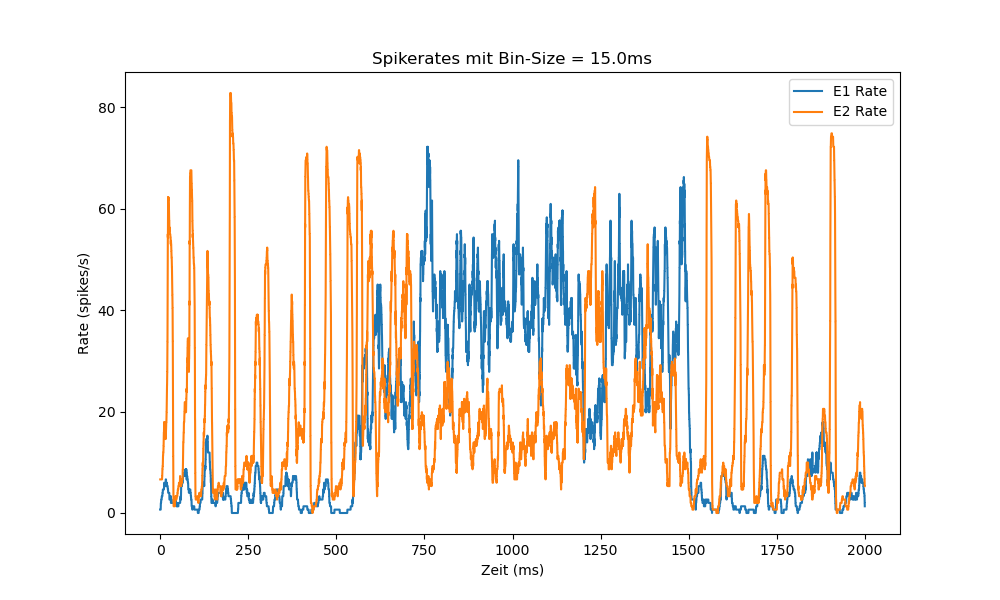 Spikerates mit Bin-Size = 15.0ms
E1 Rate
E2 Rate
Rate (spikes/s)
80
60
40
20
0
0 250 500 750 1000 1250 1500 1750 2000
Zeit (ms)